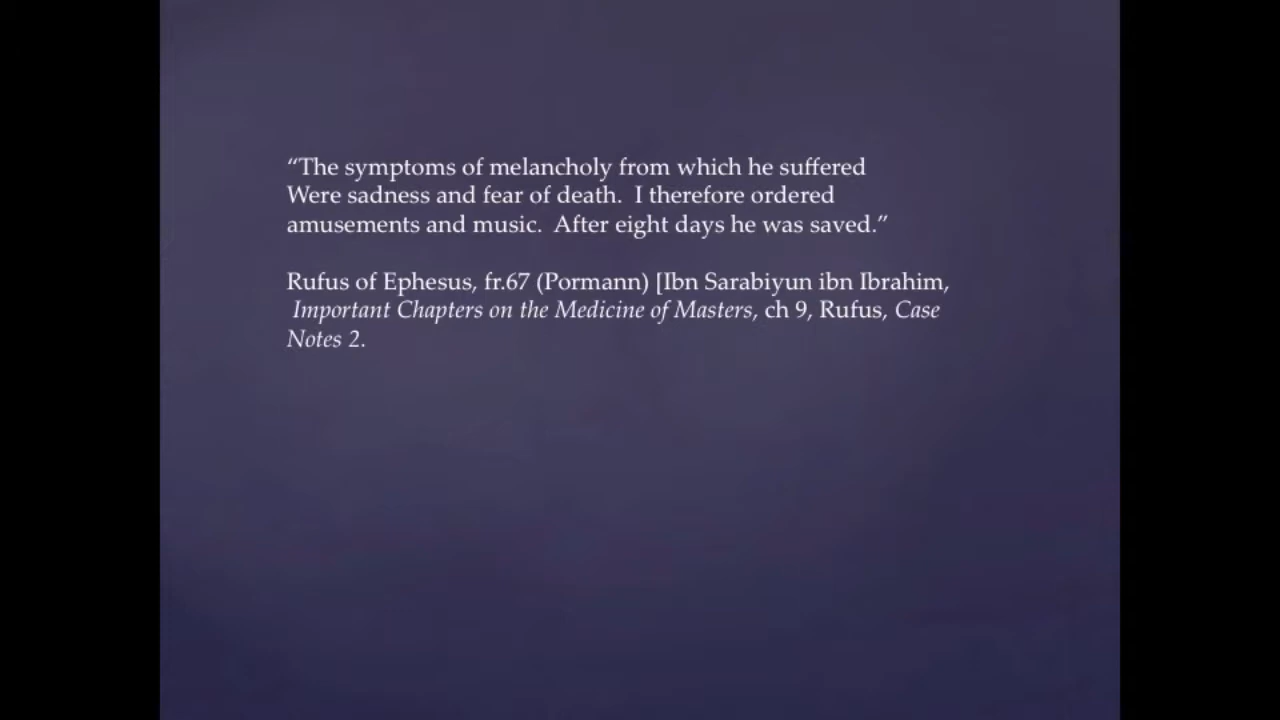 “The symptoms of melancholy from which he suffered
Were sadness and fear of death.  I therefore ordered
amusements and music.  After eight days he was saved.”
Rufus of Ephesus, fr.67 (Pormann) [Ibn Sarabiyun ibn Ibrahim,
Important Chapters on the Medicine of Masters, ch 9, Rufus, Case
Notes 2.